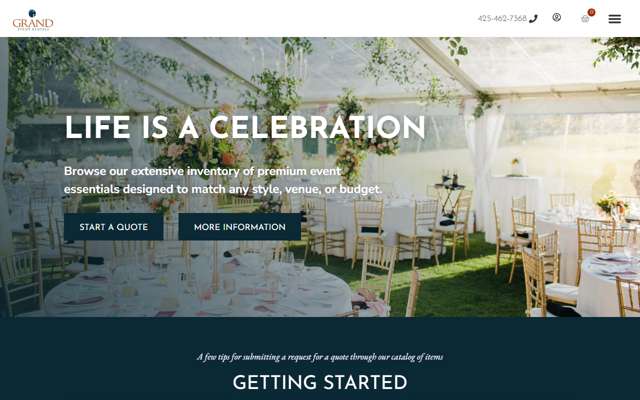 GRAND
425-462-7368
0
LIFE IS A CELEBRATION
Browse our extensive inventory of premium event
essentials designed to match any style, venue, or budget.
START A QUOTE
MORE INFORMATION
A few tips for submitting a request for a quote through our catalog of items
GETTING STARTED